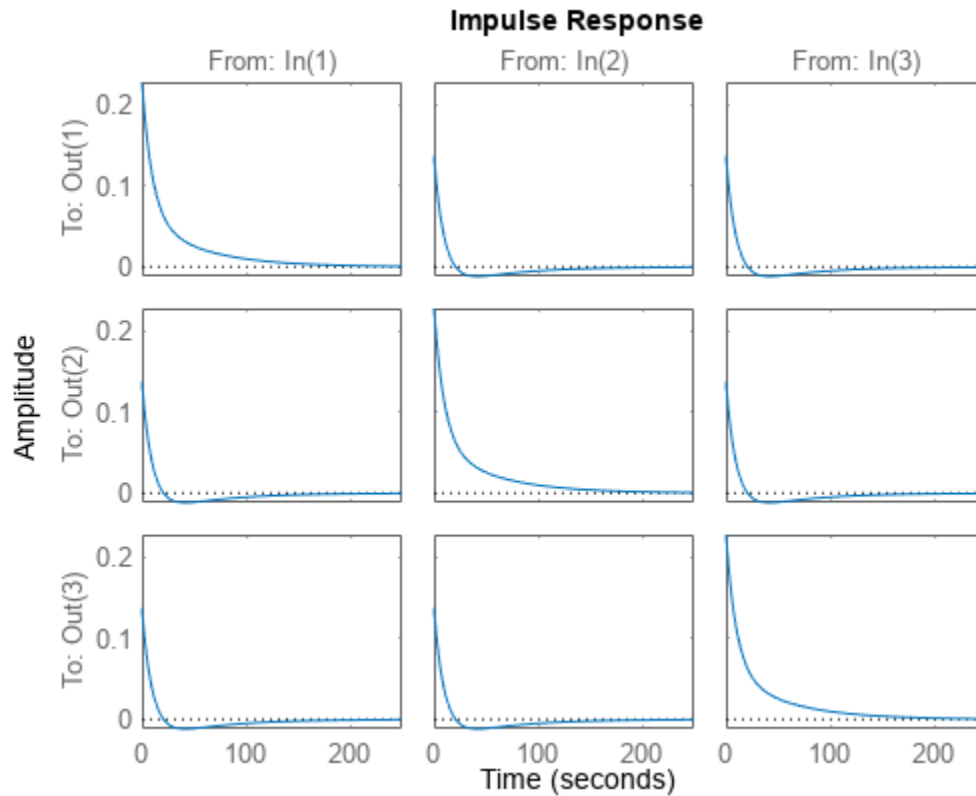 Impulse Response
From: In(1) From: In(2) From: In(3)
Amplitude
To: Out(1)
0.2
0.1
0
To: Out(2)
0.2
0.1
0
To: Out(3)
0.2
0.1
0
0 100 200 0 100 200 0 100 200
Time (seconds)